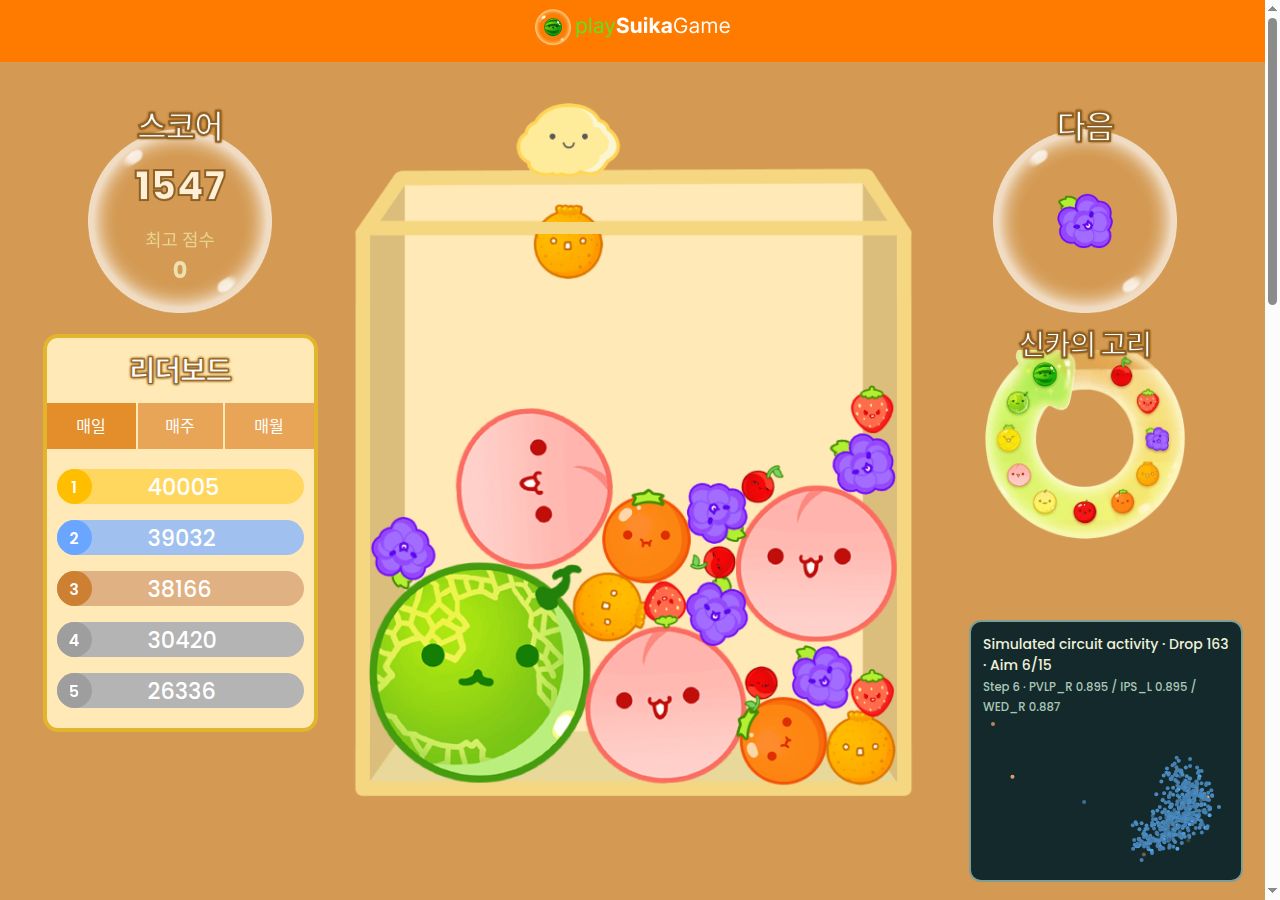 playSuikaGame
스코어
1547
최고 점수
0
다음
신카의 고리
리더보드
매일 매주 매월
1 40005
2 39032
3 38166
4 30420
5 26336
Simulated circuit activity · Drop 163
· Aim 6/15
Step 6 · PVLP_R 0.895 / IPS_L 0.895 /
WED_R 0.887